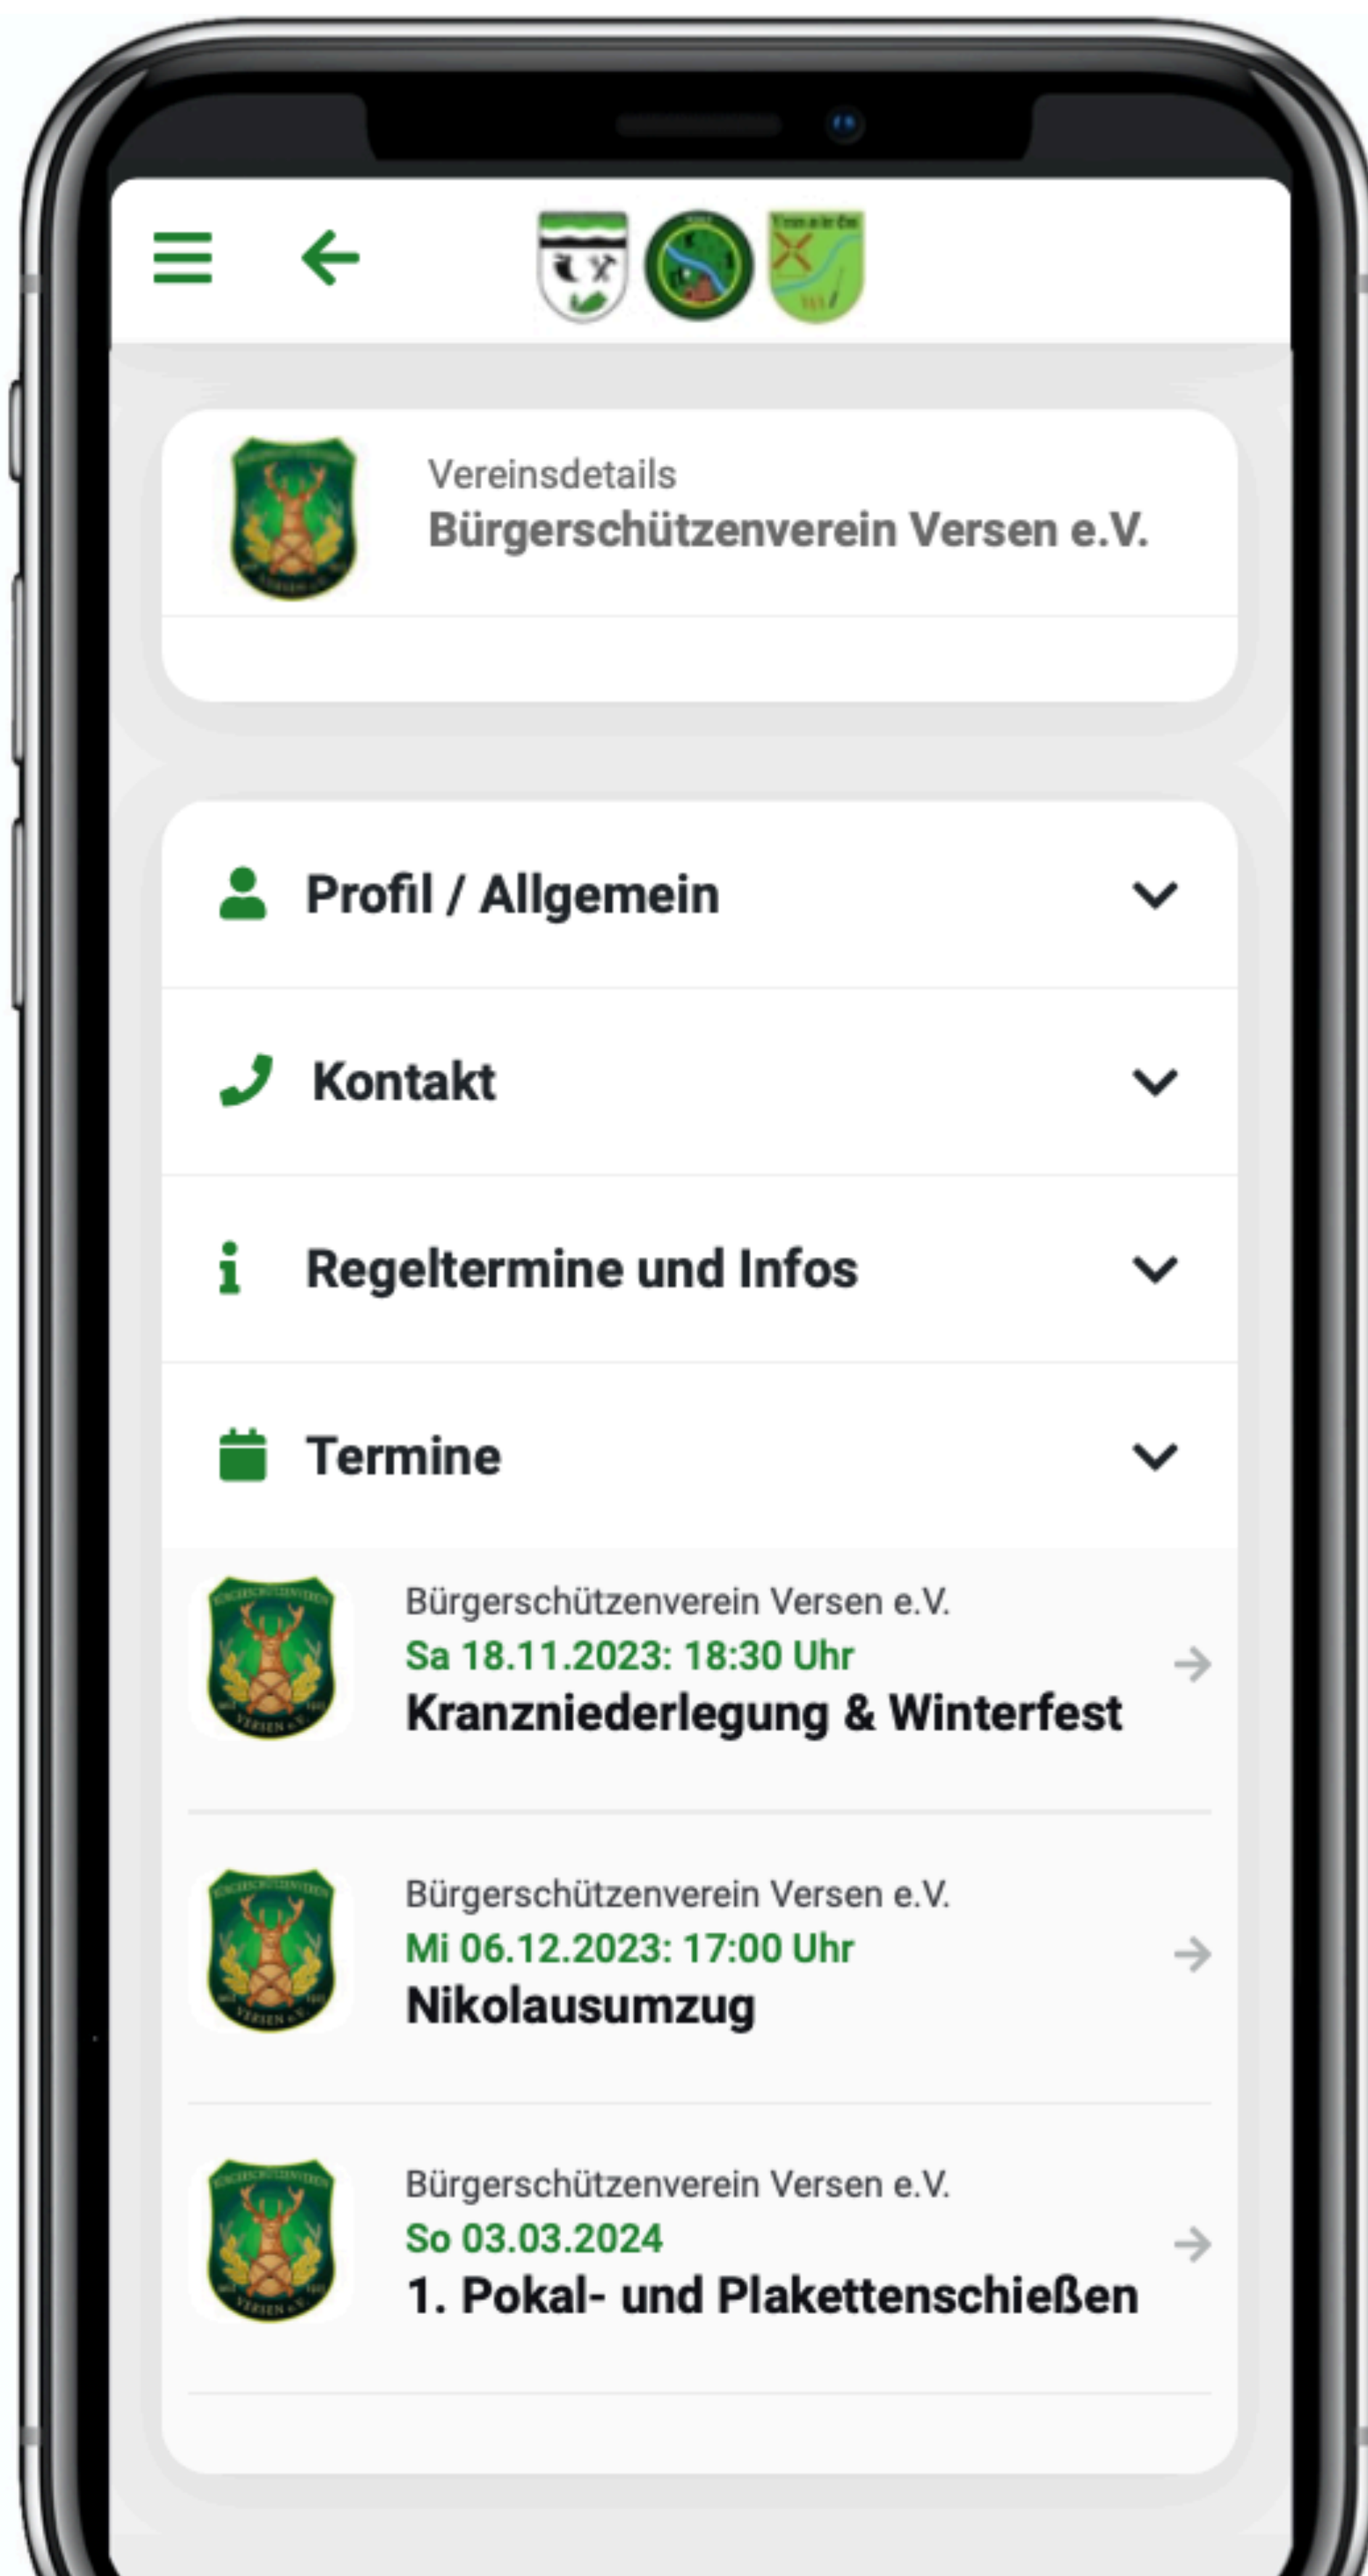 Vereinsdetails
Bürgerschützenverein Versen e.V.
Profil / Allgemein
Kontakt
Regeltermine und Infos
Termine
Bürgerschützenverein Versen e.V.
Sa 18.11.2023: 18:30 Uhr
Kranzniederlegung & Winterfest
Bürgerschützenverein Versen e.V.
Mi 06.12.2023: 17:00 Uhr
Nikolausumzug
Bürgerschützenverein Versen e.V.
So 03.03.2024
1. Pokal- und Plakettenschießen